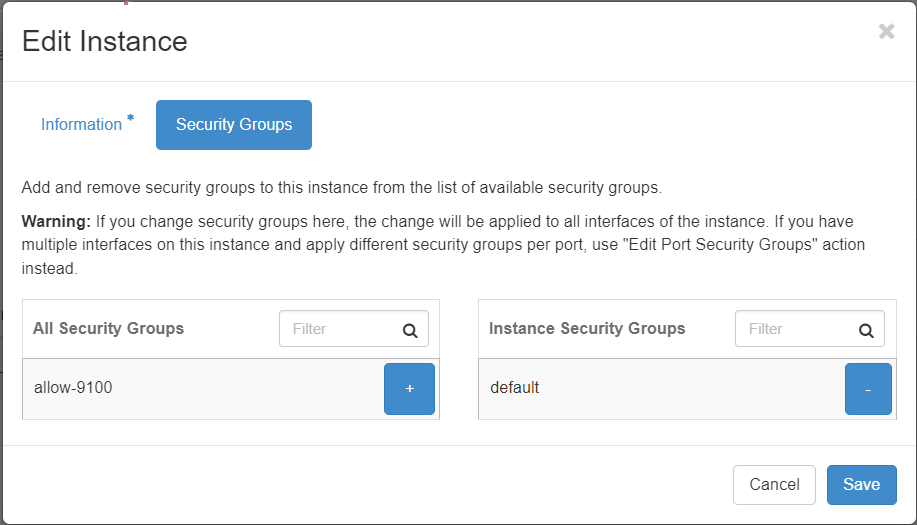 Edit Instance
×
Information *
Security Groups
Add and remove security groups to this instance from the list of available security groups.
Warning: If you change security groups here, the change will be applied to all interfaces of the instance. If you have
multiple interfaces on this instance and apply different security groups per port, use "Edit Port Security Groups" action
instead.
All Security Groups
Filter
allow-9100
+
Instance Security Groups
Filter
default
-
Cancel
Save